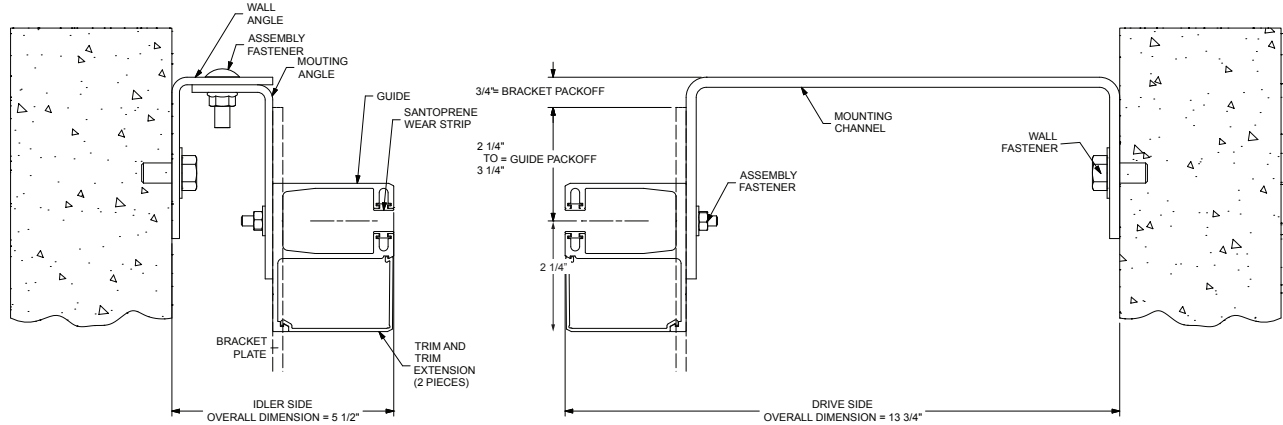 WALL
ANGLE
ASSEMBLY
FASTENER
MOUTING
ANGLE
GUIDE
SANTOPRENE
WEAR STRIP
BRACKET
PLATE
TRIM AND
TRIM
EXTENSION
(2 PIECES)
IDLER SIDE
OVERALL DIMENSION = 5 1/2"
3/4"= BRACKET PACKOFF
2 1/4"
TO = GUIDE PACKOFF
3 1/4"
2 1/4"
MOUNTING
CHANNEL
ASSEMBLY
FASTENER
WALL
FASTENER
DRIVE SIDE
OVERALL DIMENSION = 13 3/4"